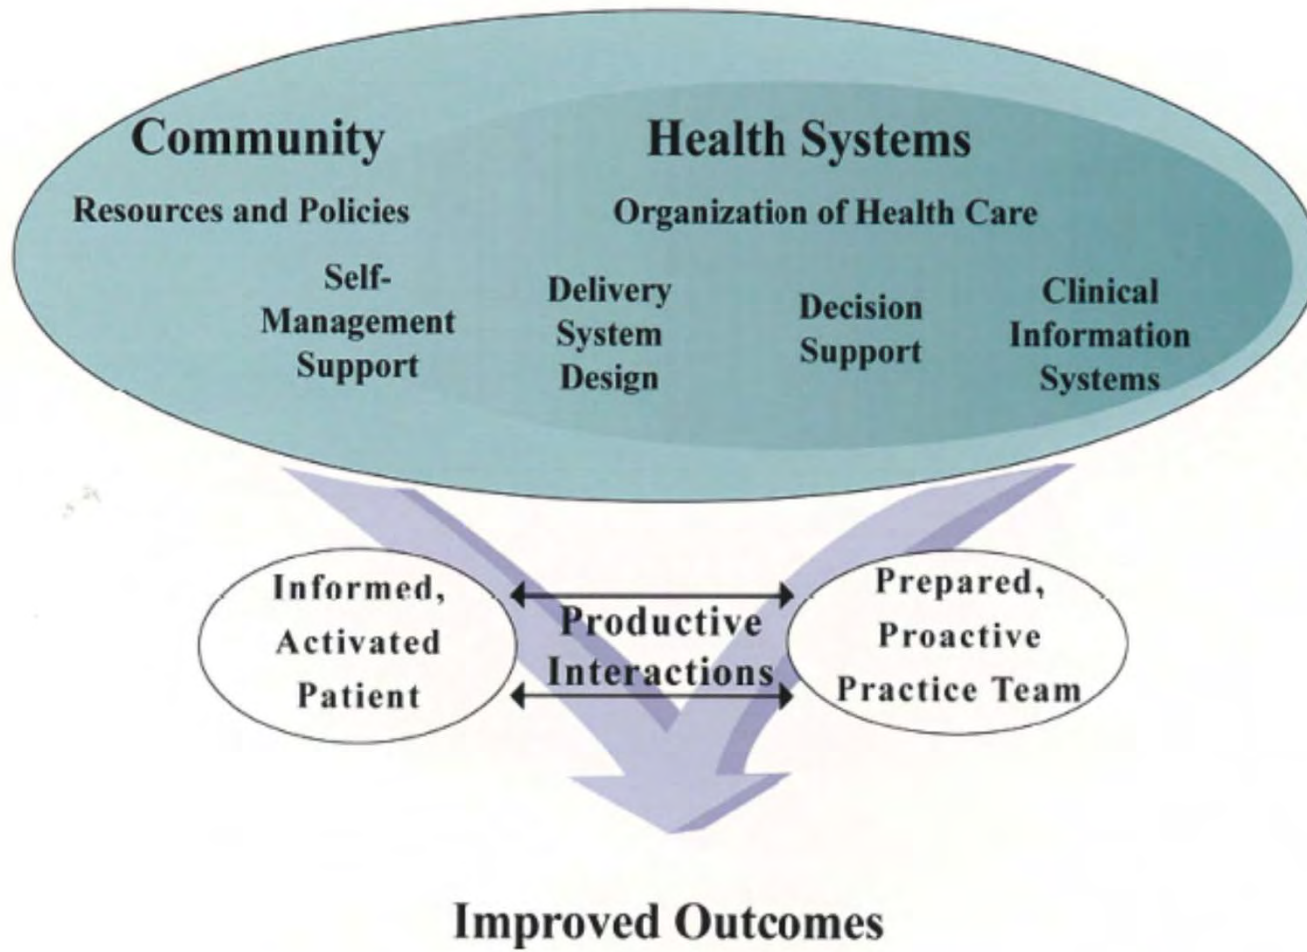 Community
Health Systems
Resources and Policies
Organization of Health Care
Self-
Management
Support
Delivery
System
Design
Decision
Support
Clinical
Information
Systems
Informed,
Activated
Patient
Productive
Interactions
Prepared,
Proactive
Practice Team
Improved Outcomes